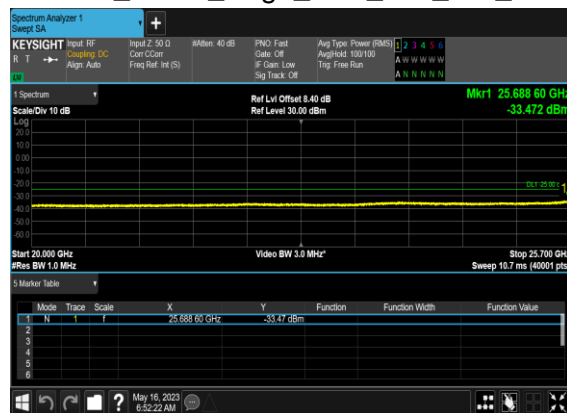 Spectrum Analyzer 1
Swept SA
+
KEYSIGHT
R T
Input: RF
Coupling: DC
Align: Auto
Input Z: 50 Ω
Corr CCorr
Freq Ref: Int (S)
#Atten: 40 dB
PNO: Fast
Gate: Off
IF Gain: Low
Sig Track: Off
Avg Type: Power (RMS)
Avg|Hold: 100/100
Trig: Free Run
1 2 3 4 5 6
A W W W W W
A N N N N N
1 Spectrum
Scale/Div 10 dB
Ref Lvl Offset 8.40 dB
Ref Level 30.00 dBm
Mkr1 25.688 60 GHz
-33.472 dBm
Log
20.0
10.0
0.00
-10.0
-20.0
-30.0
-40.0
-50.0
-60.0
1
Start 20.000 GHz
#Res BW 1.0 MHz
Video BW 3.0 MHz*
Stop 25.700 GHz
Sweep 10.7 ms (40001 pts)
5 Marker Table
Mode Trace Scale X Y Function Function Width Function Value
1 N 1 f 25.688 60 GHz -33.47 dBm
2
3
4
5
6
?
May 16, 2023
6:52:22 AM